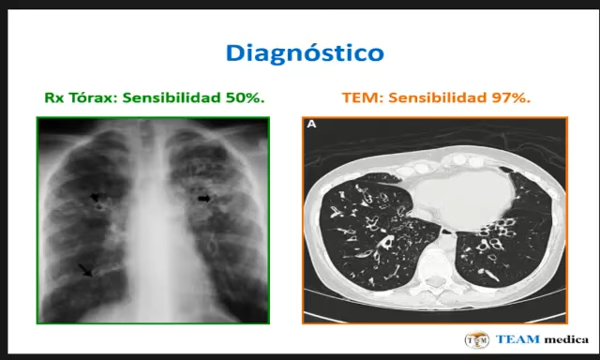 Diagnóstico
Rx Tórax: Sensibilidad 50%.
TEM: Sensibilidad 97%.
A
TEAM medica